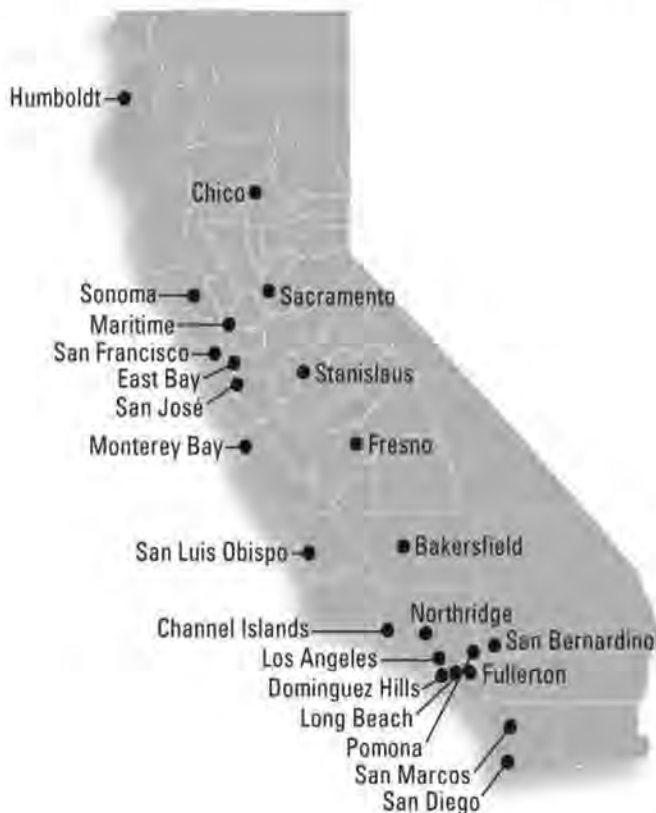 Humboldt
Chico
Sonoma
Sacramento
Maritime
San Francisco
East Bay
Stanislaus
San José
Monterey Bay
Fresno
San Luis Obispo
Bakersfield
Channel Islands
Northridge
San Bernardino
Los Angeles
Fullerton
Dominguez Hills
Long Beach
Pomona
San Marcos
San Diego